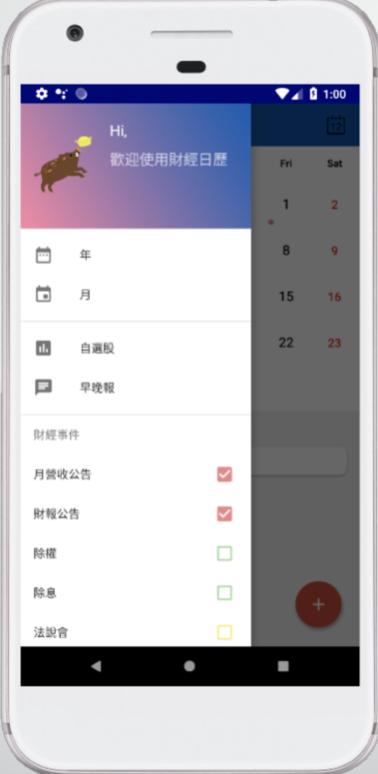 1:00
Hi,
歡迎使用財經日歷
12
Fri Sat
年
1 2
月
8 9
15 16
自選股
22 23
早晚報
財經事件
月營收公告
財報公告
除權
除息
法說會